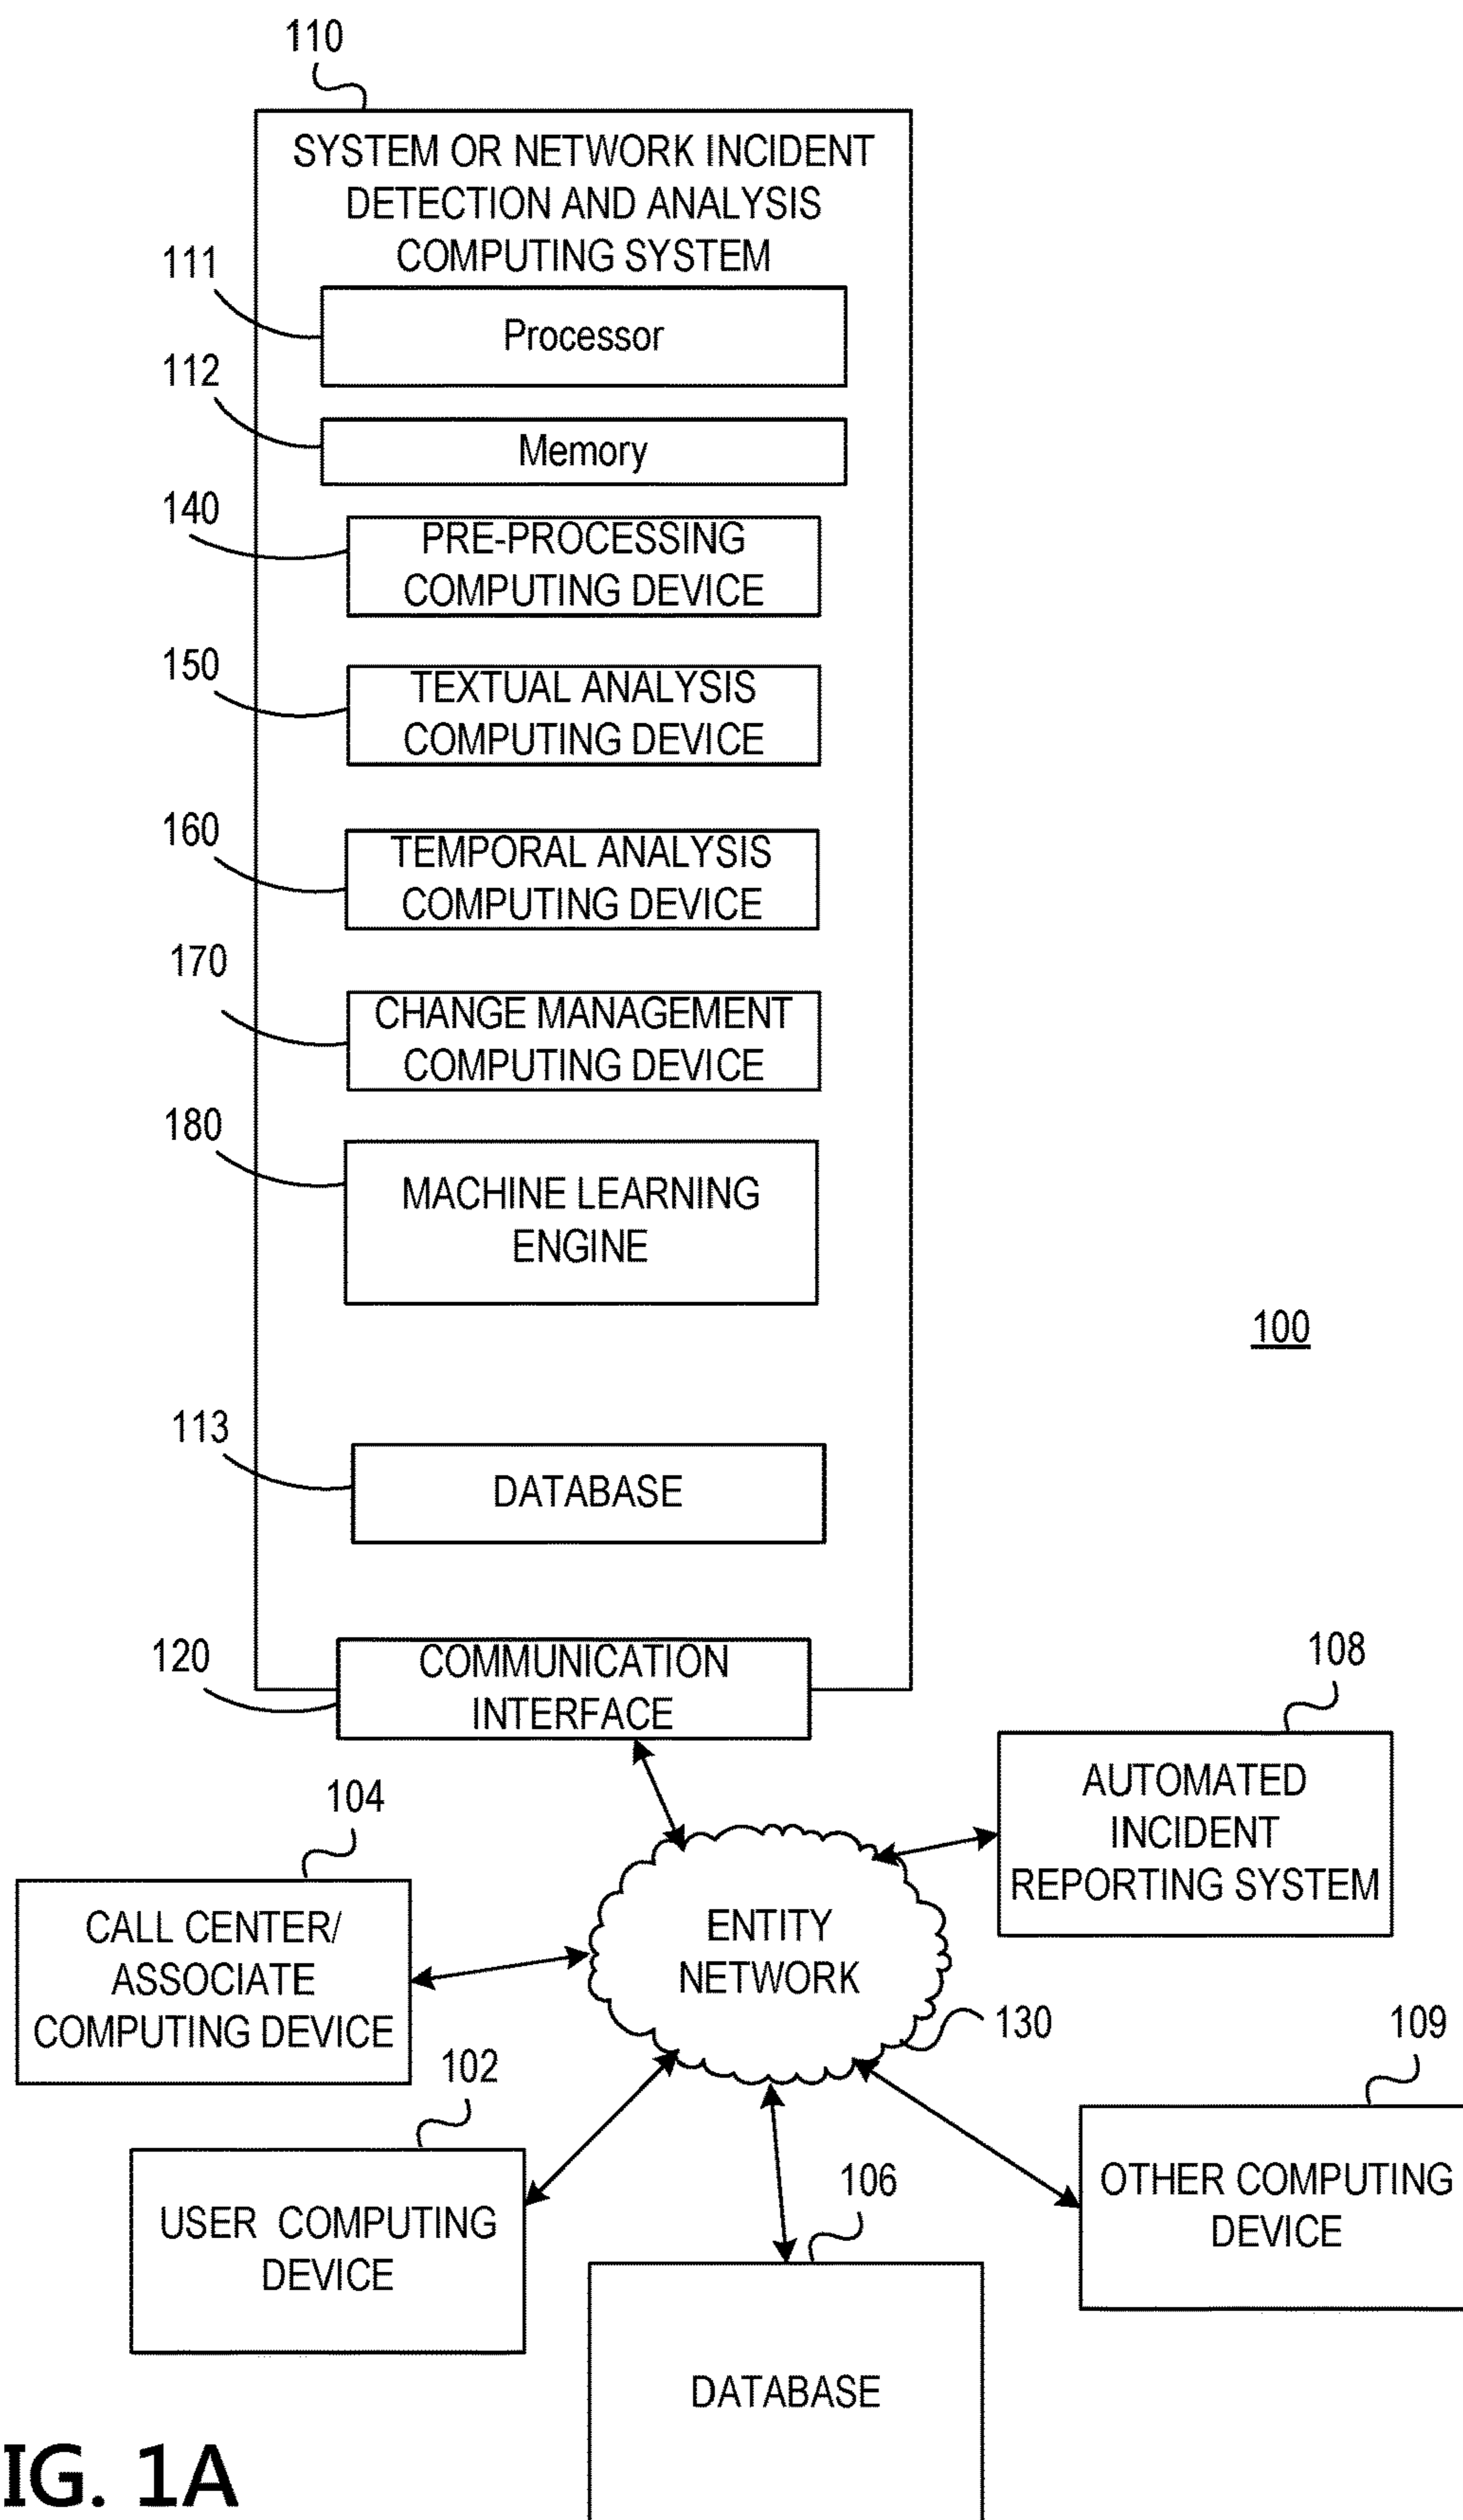 110
SYSTEM OR NETWORK INCIDENT
DETECTION AND ANALYSIS
COMPUTING SYSTEM
111
Processor
112
Memory
140
PRE-PROCESSING
COMPUTING DEVICE
150
TEXTUAL ANALYSIS
COMPUTING DEVICE
160
TEMPORAL ANALYSIS
COMPUTING DEVICE
170
CHANGE MANAGEMENT
COMPUTING DEVICE
180
MACHINE LEARNING
ENGINE
100
113
DATABASE
120
COMMUNICATION
INTERFACE
108
AUTOMATED
INCIDENT
REPORTING SYSTEM
104
CALL CENTER/
ASSOCIATE
COMPUTING DEVICE
ENTITY
NETWORK
130
109
OTHER COMPUTING
DEVICE
102
USER COMPUTING
DEVICE
106
DATABASE
IG. 1A